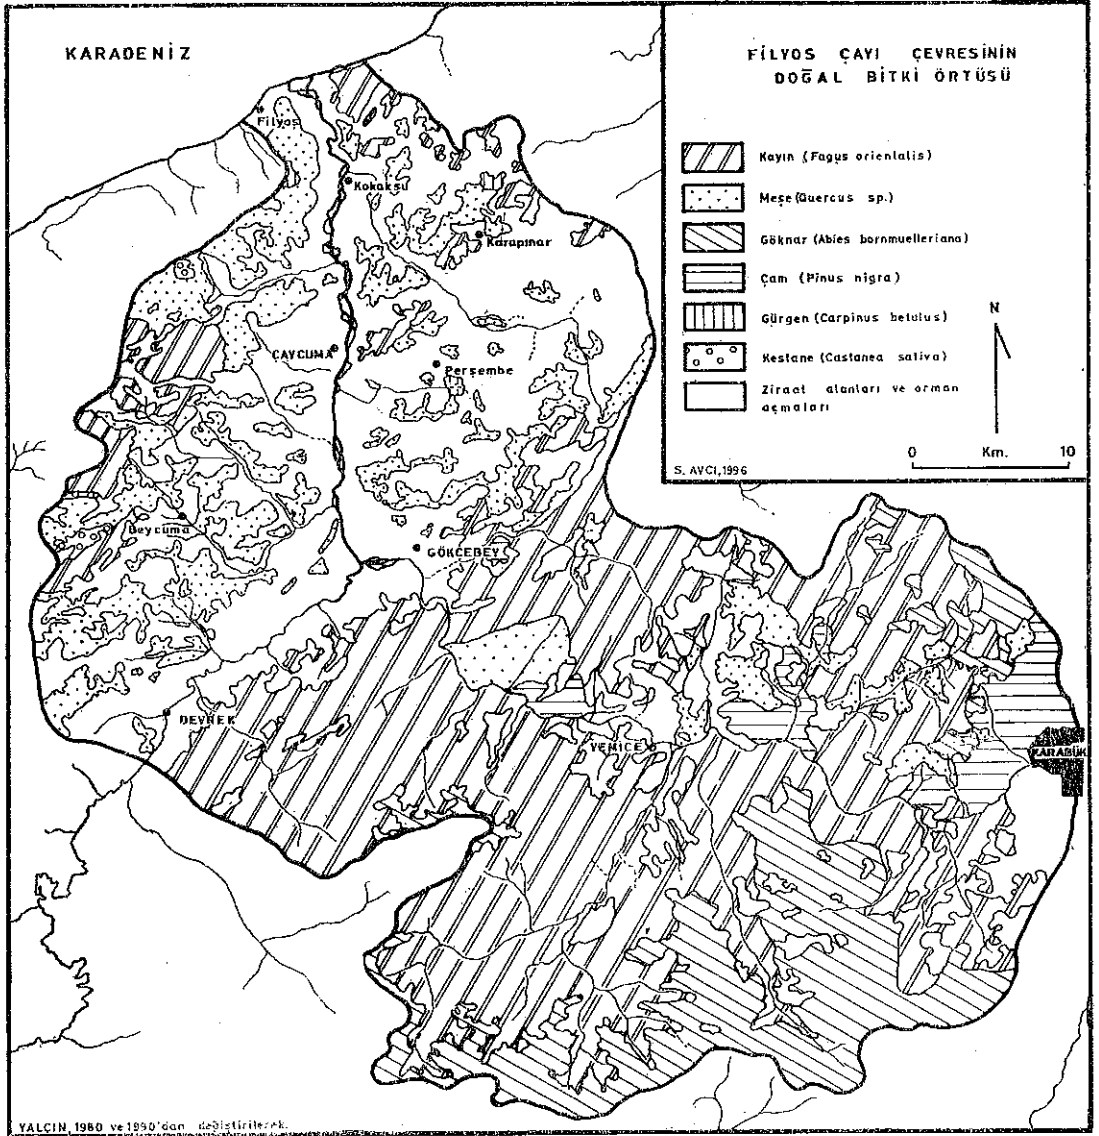 KARADENİZ
FİLYOS ÇAYI ÇEVRESİNİN
DOĞAL BİTKİ ÖRTÜSÜ
Kayın (Fagus orientalis)
Meşe (Quercus sp.)
Göknar (Abies bornmuelleriana)
Çam (Pinus nigra)
Gürgen (Carpinus betulus)
Kestane (Castanea sativa)
Ziraat alanları ve orman
açmaları
N
0 Km. 10
S. AVCI, 1996
Filyos
Kokaksu
Karapınar
ÇAYCUMA
Perşembe
Beycuma
GÖKÇEBEY
DEVREK
YENİCE
KARABÜK
YALÇIN, 1980 ve 1990'dan değiştirilerek.